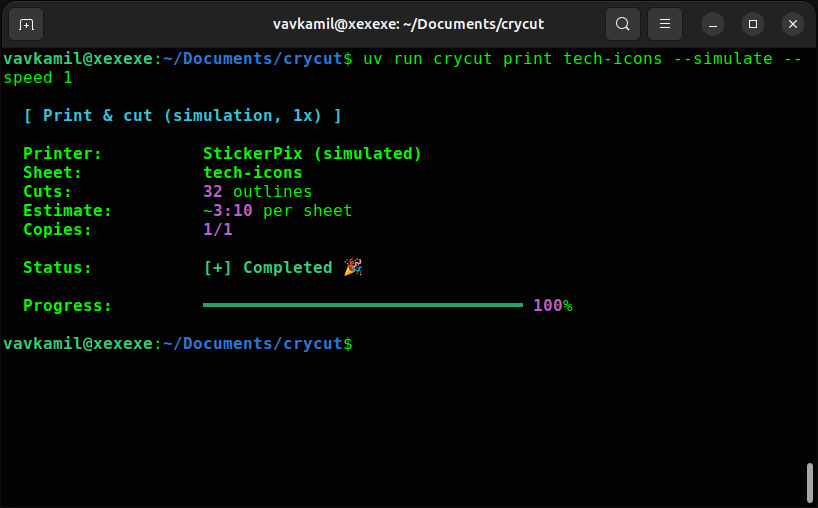 vavkamil@xexexe: ~/Documents/crycut
vavkamil@xexexe:~/Documents/crycut$ uv run crycut print tech-icons --simulate --
speed 1
[ Print & cut (simulation, 1x) ]
Printer: StickerPix (simulated)
Sheet: tech-icons
Cuts: 32 outlines
Estimate: ~3:10 per sheet
Copies: 1/1
Status: [+] Completed 🎉
Progress: 100%
vavkamil@xexexe:~/Documents/crycut$